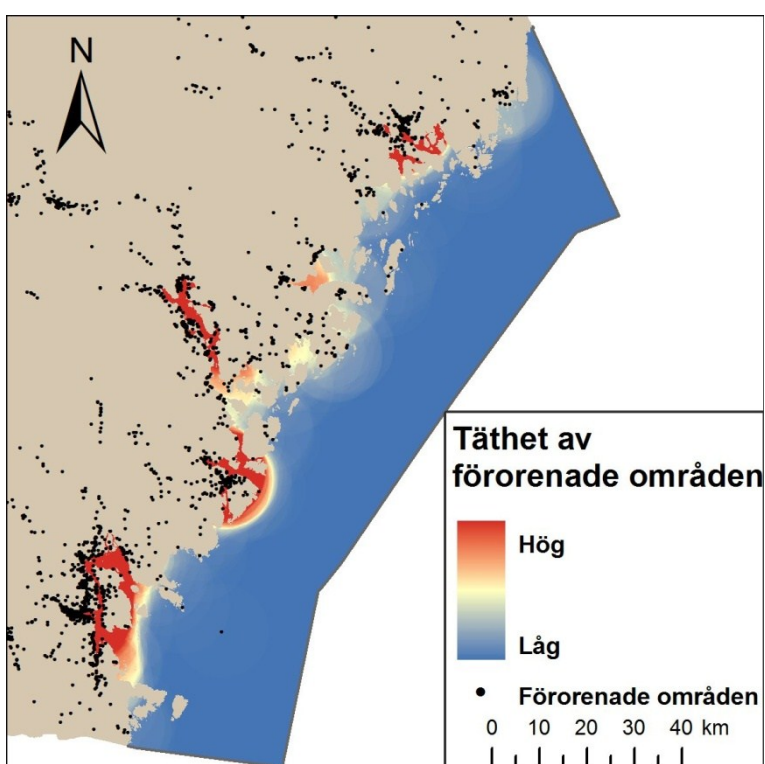 N
Täthet av
förorenade områden
Hög
Låg
Förorenade områden
0 10 20 30 40 km